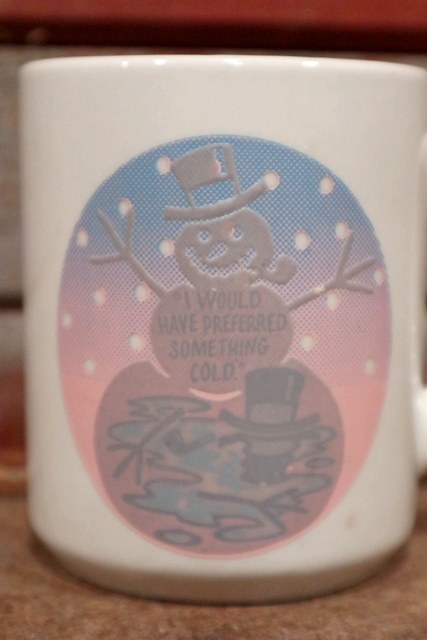 "I WOULD
HAVE PREFERRED
SOMETHING
COLD."